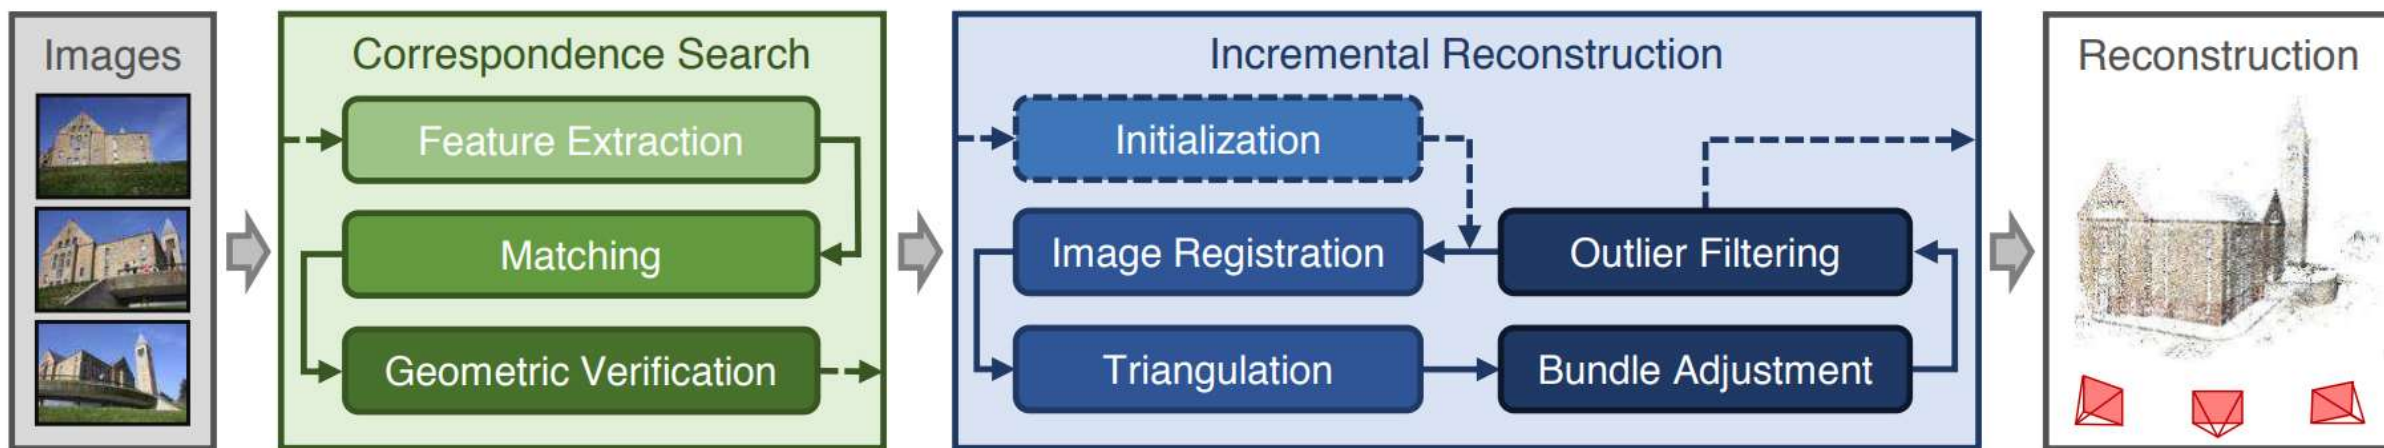 Images
Correspondence Search
Feature Extraction
Matching
Geometric Verification
Incremental Reconstruction
Initialization
Image Registration
Outlier Filtering
Triangulation
Bundle Adjustment
Reconstruction